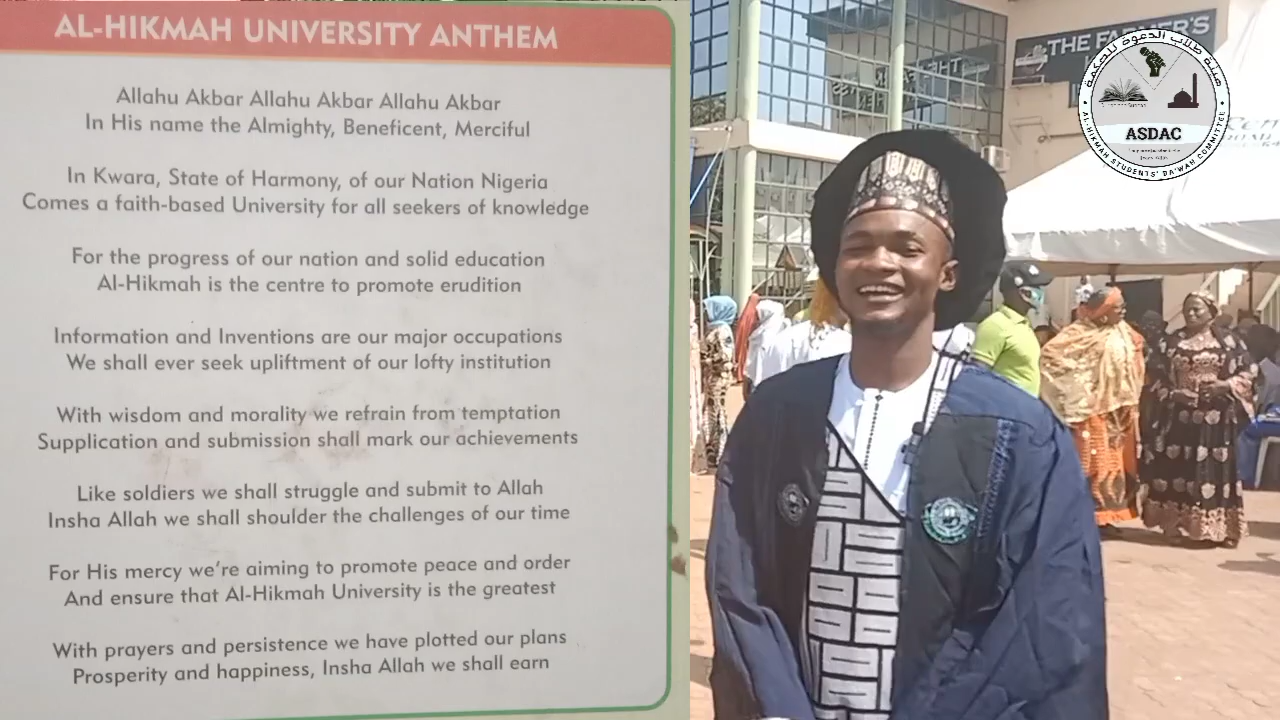 AL-HIKMAH UNIVERSITY ANTHEM
Allahu Akbar Allahu Akbar Allahu Akbar
In His name the Almighty, Beneficent, Merciful
In Kwara, State of Harmony, of our Nation Nigeria
Comes a faith-based University for all seekers of knowledge
For the progress of our nation and solid education
Al-Hikmah is the centre to promote erudition
Information and Inventions are our major occupations
We shall ever seek upliftment of our lofty institution
With wisdom and morality we refrain from temptation
Supplication and submission shall mark our achievements
Like soldiers we shall struggle and submit to Allah
Insha Allah we shall shoulder the challenges of our time
For His mercy we're aiming to promote peace and order
And ensure that Al-Hikmah University is the greatest
With prayers and persistence we have plotted our plans
Prosperity and happiness, Insha Allah we shall earn
THE FARMER'S
هيئة طلاب الدعوة للحكمة
ASDAC
AL-HIKMAH STUDENTS' DA'WAH COMMITTEE